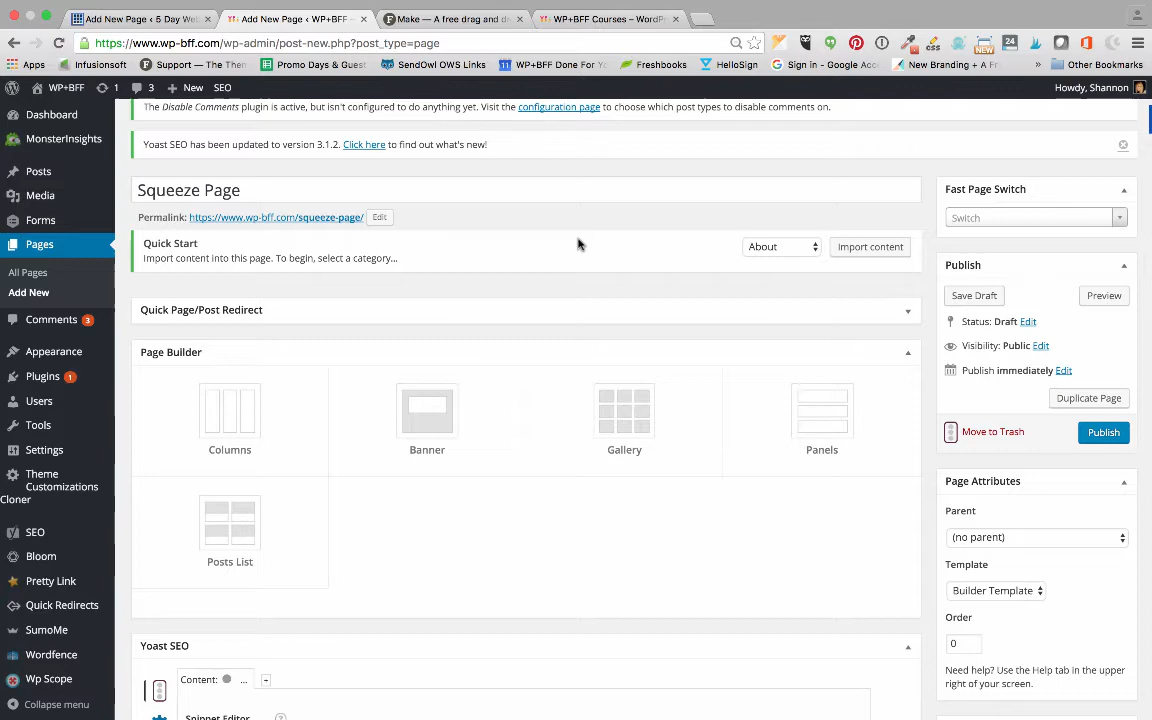 Add New Page ‹ 5 Day Web
Add New Page ‹ WP+BFF –
Make — A free drag and dr
WP+BFF Courses – WordPr
https://www.wp-bff.com/wp-admin/post-new.php?post_type=page
Apps
Infusionsoft
Support — The Them
Promo Days & Guest
SendOwl OWS Links
WP+BFF Done For Yo
Freshbooks
HelloSign
Sign in - Google Acco
New Branding + A Fr
»
Other Bookmarks
WP+BFF
1
3
New
SEO
Howdy, Shannon
Dashboard
MonsterInsights
Posts
Media
Forms
Pages
All Pages
Add New
Comments 3
Appearance
Plugins 1
Users
Tools
Settings
Theme
Customizations
Cloner
SEO
Bloom
Pretty Link
Quick Redirects
SumoMe
Wordfence
Wp Scope
Collapse menu
The Disable Comments plugin is active, but isn't configured to do anything yet. Visit the configuration page to choose which post types to disable comments on.
Yoast SEO has been updated to version 3.1.2. Click here to find out what's new!
Squeeze Page
Permalink: https://www.wp-bff.com/squeeze-page/ Edit
Quick Start
Import content into this page. To begin, select a category...
About
Import content
Quick Page/Post Redirect
Page Builder
Columns
Banner
Gallery
Panels
Posts List
Yoast SEO
Content: ... +
Snippet Editor
Fast Page Switch
Switch
Publish
Save Draft
Preview
Status: Draft Edit
Visibility: Public Edit
Publish immediately Edit
Duplicate Page
Move to Trash
Publish
Page Attributes
Parent
(no parent)
Template
Builder Template
Order
0
Need help? Use the Help tab in the upper
right of your screen.